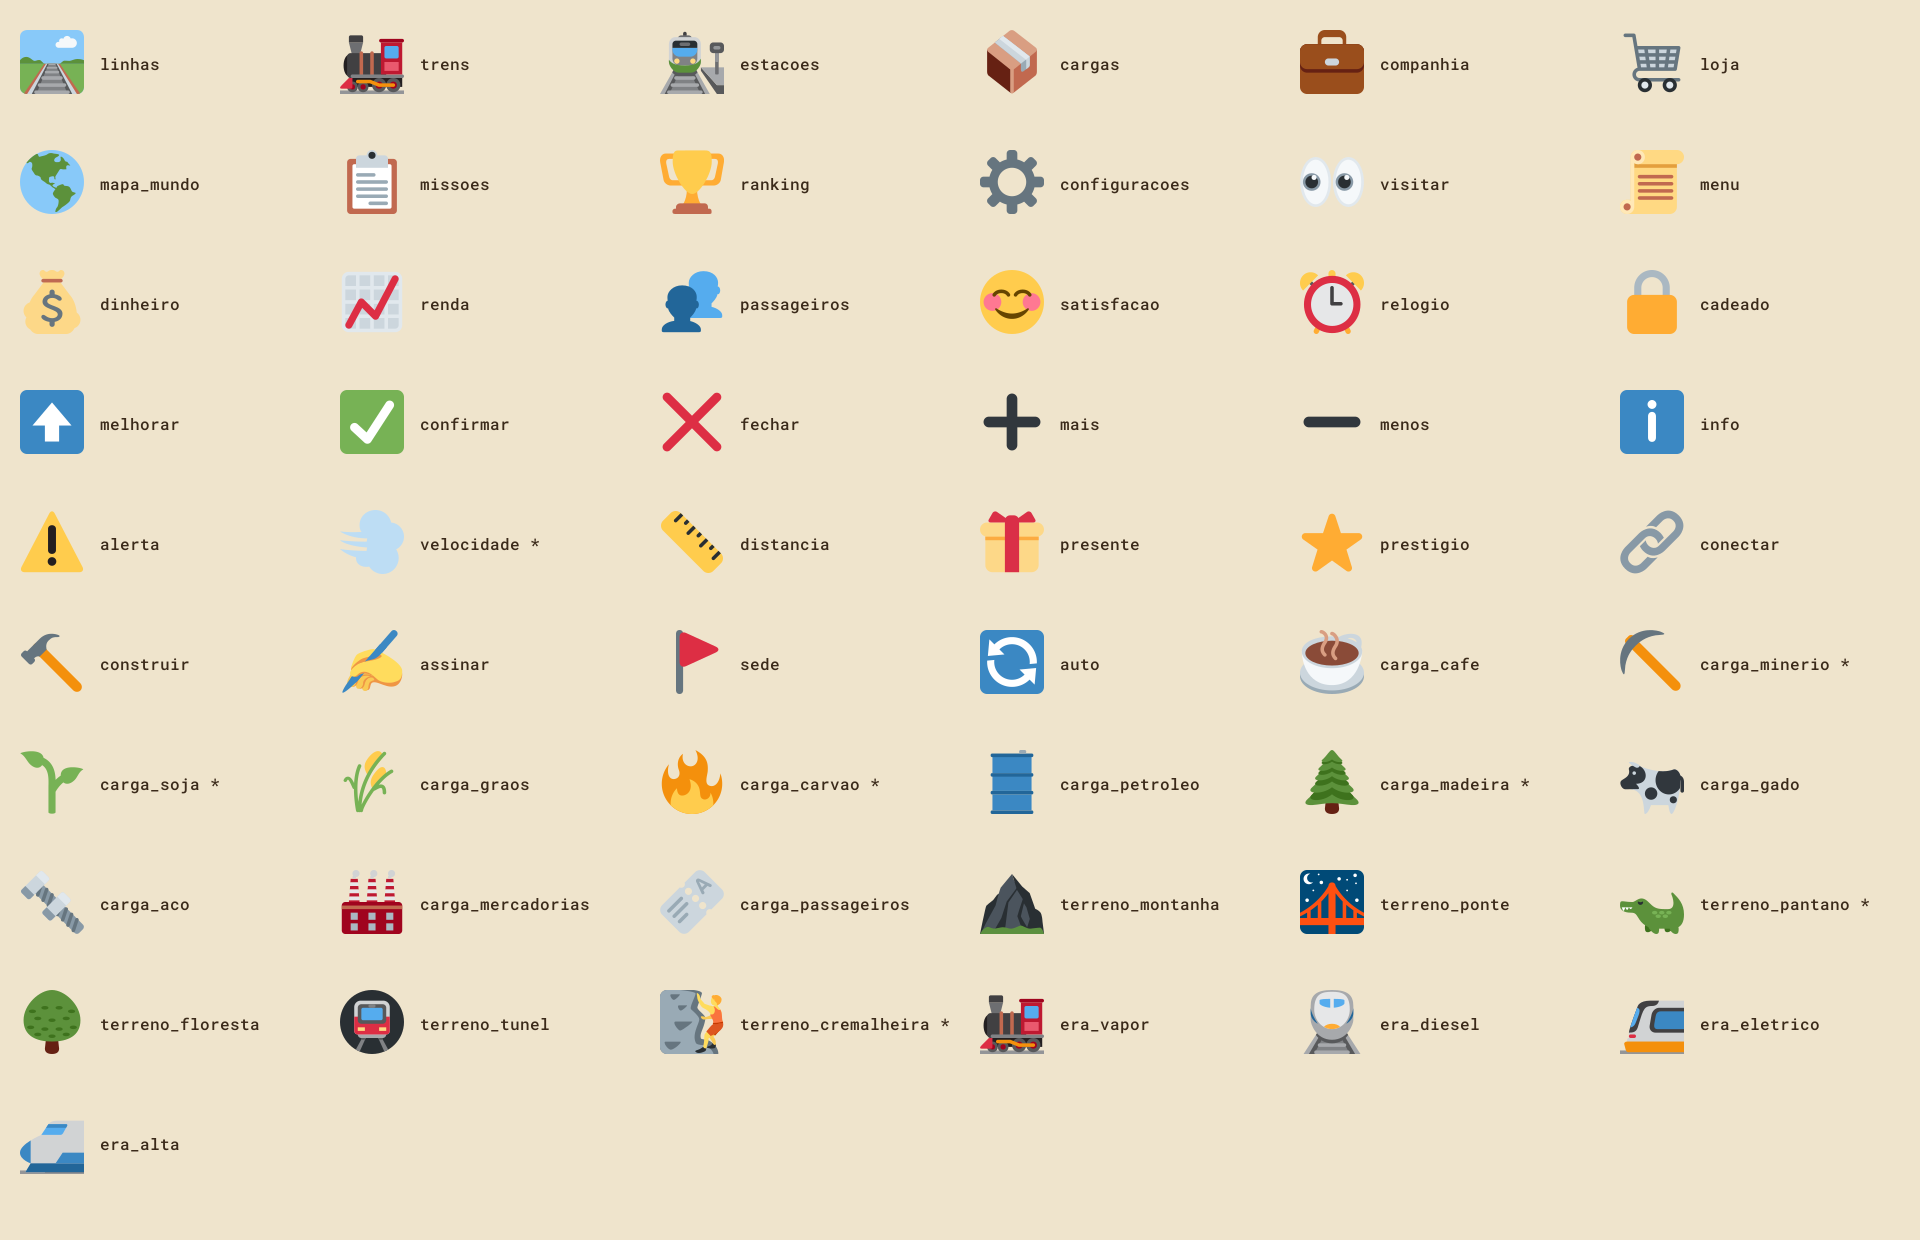 linhas trens estacoes cargas companhia loja
mapa_mundo missoes ranking configuracoes visitar menu
dinheiro renda passageiros satisfacao relogio cadeado
melhorar confirmar fechar mais menos info
alerta velocidade * distancia presente prestigio conectar
construir assinar sede auto carga_cafe carga_minerio *
carga_soja * carga_graos carga_carvao * carga_petroleo carga_madeira * carga_gado
carga_aco carga_mercadorias carga_passageiros terreno_montanha terreno_ponte terreno_pantano *
terreno_floresta terreno_tunel terreno_cremalheira * era_vapor era_diesel era_eletrico
era_alta